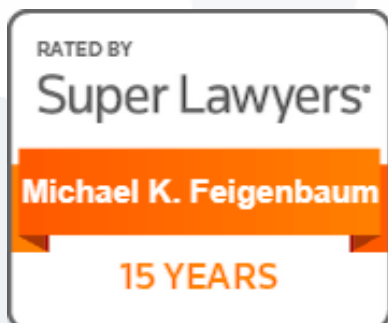 RATED BY
Super Lawyers®
Michael K. Feigenbaum
15 YEARS